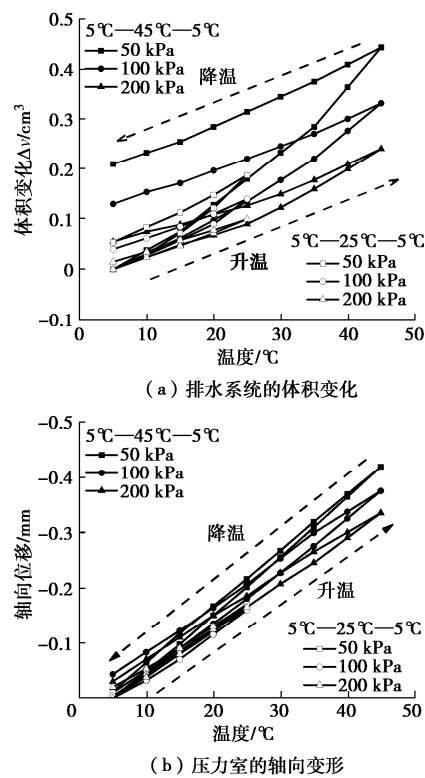 5℃—45℃—5℃
50 kPa
100 kPa
200 kPa
降温
升温
5℃—25℃—5℃
50 kPa
100 kPa
200 kPa
体积变化Δv/cm³
0.5
0.4
0.3
0.2
0.1
0
−0.1
0 10 20 30 40 50
温度/℃
（a）排水系统的体积变化
5℃—45℃—5℃
50 kPa
100 kPa
200 kPa
降温
升温
5℃—25℃—5℃
50 kPa
100 kPa
200 kPa
轴向位移/mm
−0.5
−0.4
−0.3
−0.2
−0.1
0 10 20 30 40 50
温度/℃
（b）压力室的轴向变形